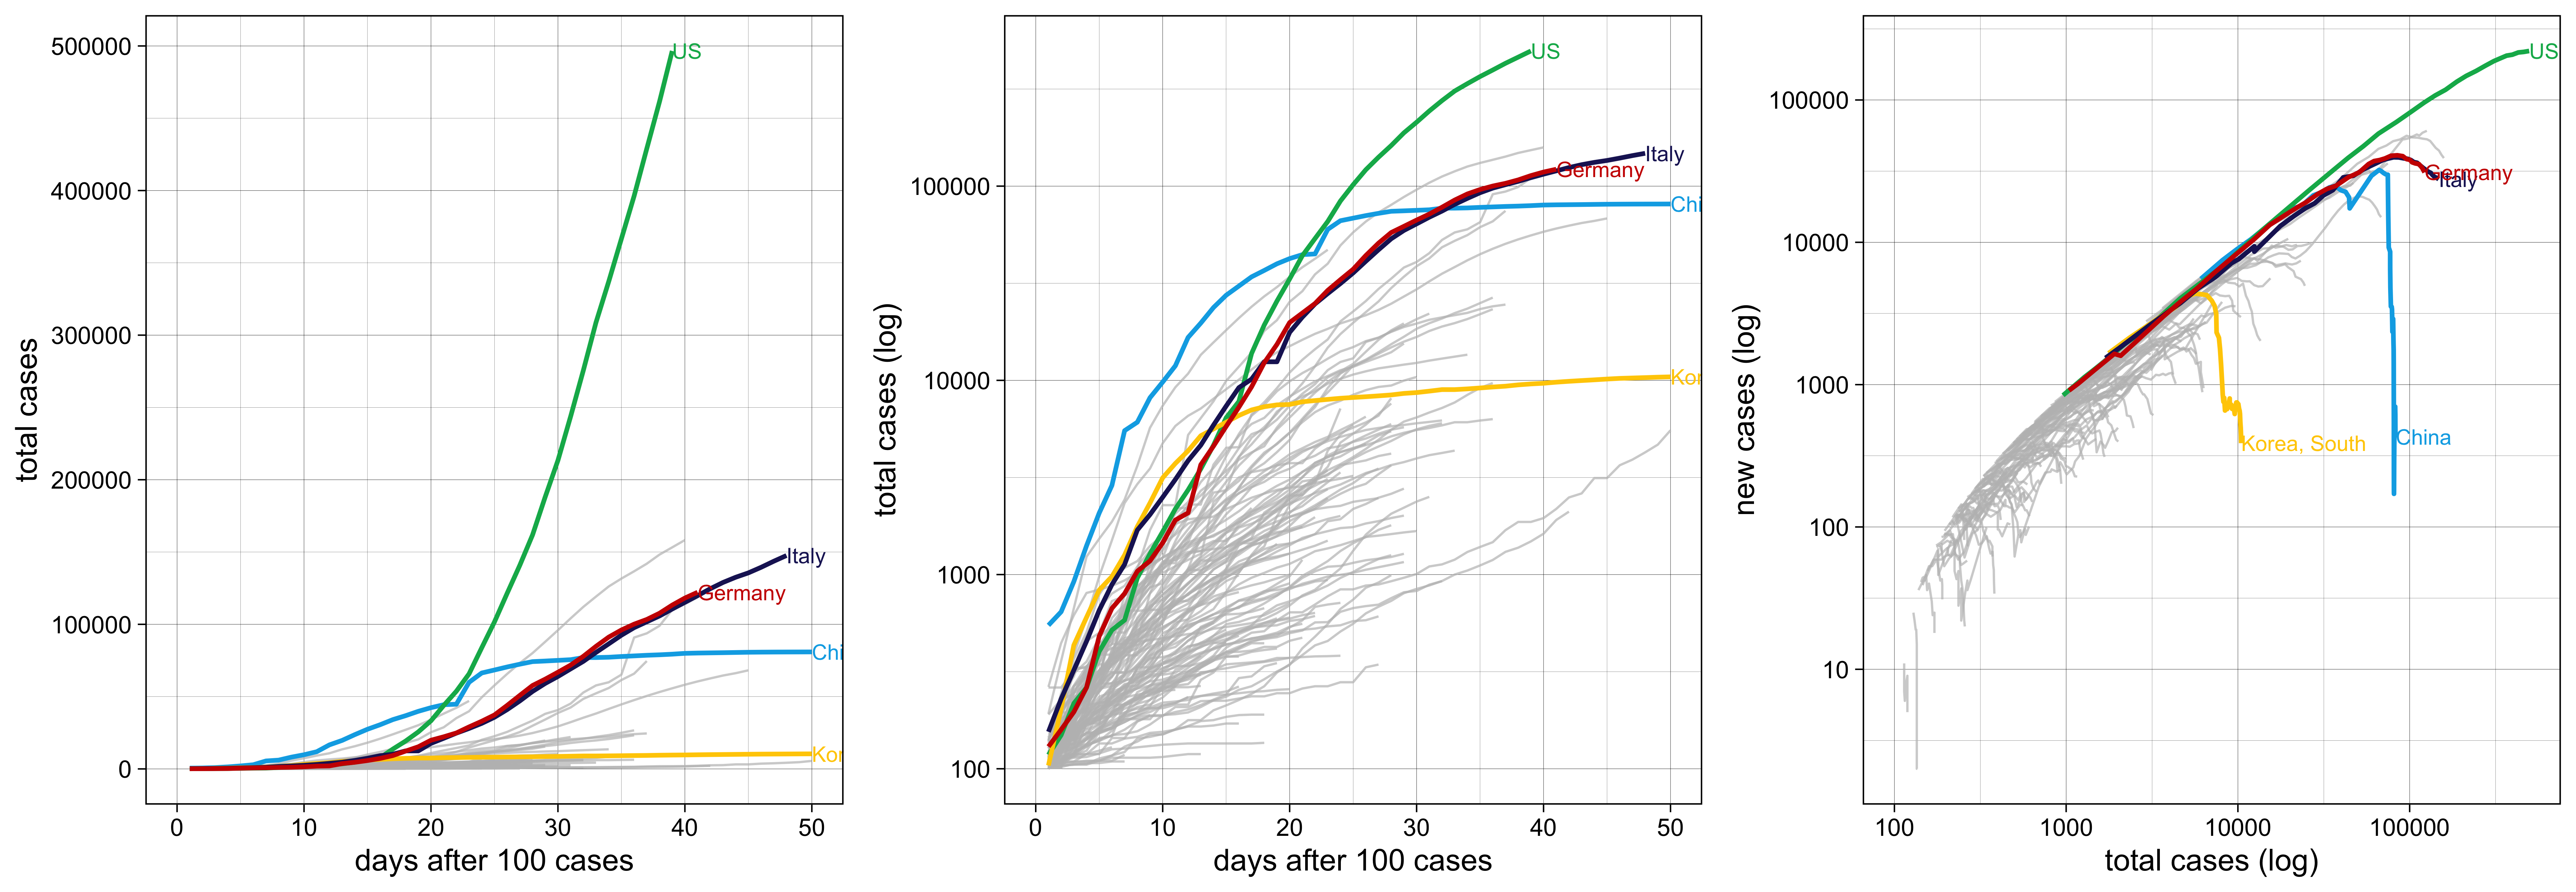 total cases
500000
400000
300000
200000
100000
0
0 10 20 30 40 50
days after 100 cases
US
Italy
Germany
Chi
Kor
total cases (log)
100000
10000
1000
100
0 10 20 30 40 50
days after 100 cases
US
Italy
Germany
Chi
Kor
new cases (log)
100000
10000
1000
100
10
100 1000 10000 100000
total cases (log)
US
Germany
Italy
China
Korea, South